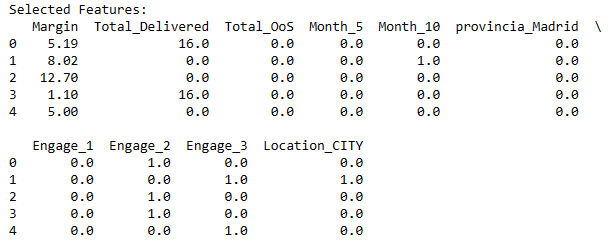 Selected Features:
Margin Total_Delivered Total_OoS Month_5 Month_10 provincia_Madrid \
0 5.19 16.0 0.0 0.0 0.0 0.0
1 8.02 0.0 0.0 0.0 1.0 0.0
2 12.70 0.0 0.0 0.0 0.0 0.0
3 1.10 16.0 0.0 0.0 0.0 0.0
4 5.00 0.0 0.0 0.0 0.0 0.0
Engage_1 Engage_2 Engage_3 Location_CITY
0 0.0 1.0 0.0 0.0
1 0.0 0.0 1.0 1.0
2 0.0 1.0 0.0 0.0
3 0.0 1.0 0.0 0.0
4 0.0 0.0 1.0 0.0